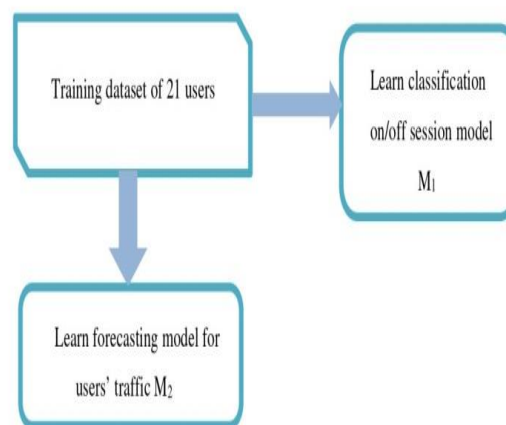 Training dataset of 21 users
Learn classification
on/off session model
M₁
Learn forecasting model for
users' traffic M₂